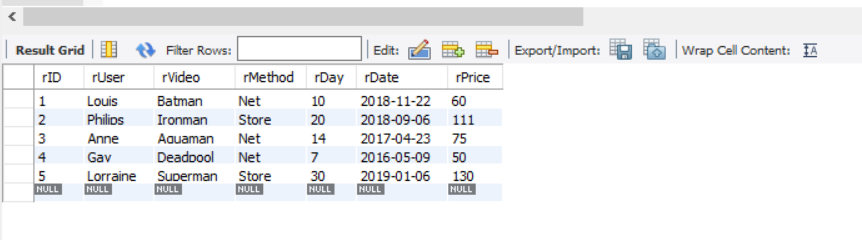 Result Grid Filter Rows: Edit: Export/Import: Wrap Cell Content: IA
rID rUser rVideo rMethod rDay rDate rPrice
1 Louis Batman Net 10 2018-11-22 60
2 Philips Ironman Store 20 2018-09-06 111
3 Anne Aquaman Net 14 2017-04-23 75
4 Gay Deadpool Net 7 2016-05-09 50
5 Lorraine Superman Store 30 2019-01-06 130
NULL NULL NULL NULL NULL NULL NULL